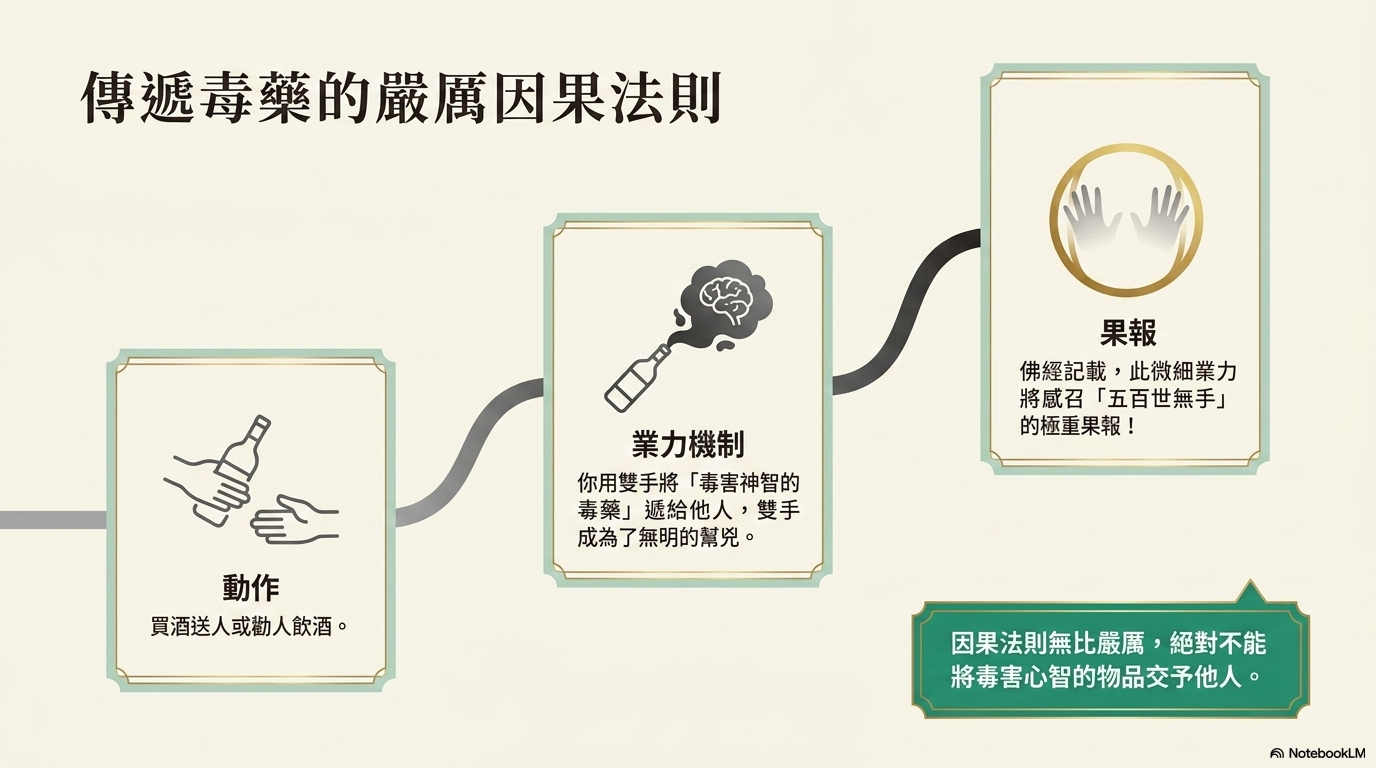 傳遞毒藥的嚴厲因果法則
動作
買酒送人或勸人飲酒。
業力機制
你用雙手將「毒害神智的
毒藥」遞給他人，雙手
成為了無明的幫兇。
果報
佛經記載，此微細業力
將感召「五百世無手」
的極重果報！
因果法則無比嚴厲，絕對不能
將毒害心智的物品交予他人。
NotebookLM